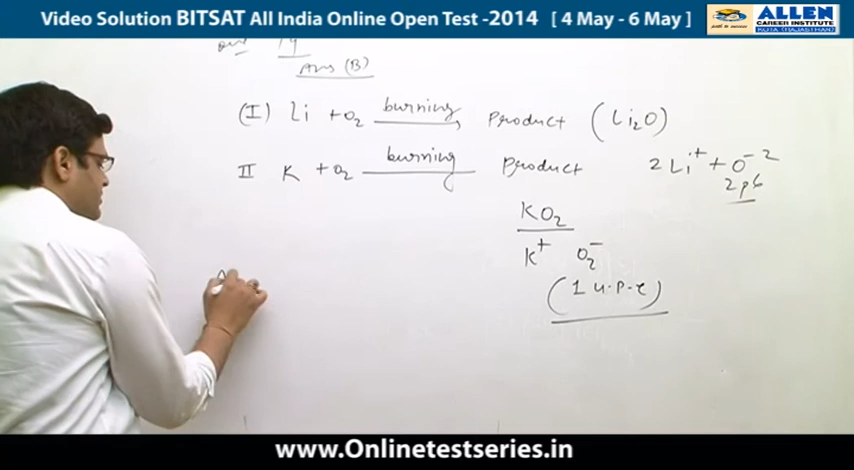 Video Solution BITSAT All India Online Open Test -2014 [ 4 May - 6 May ]
ALLEN
CAREER INSTITUTE
KOTA (RAJASTHAN)
19
Ans (B)
(I) Li + O₂ burning Product (Li₂O)
II K + O₂ burning Product 2Li⁺ + O⁻²
2p6
KO₂
K⁺ O₂⁻
(1 u.p.e)
www.Onlinetestseries.in